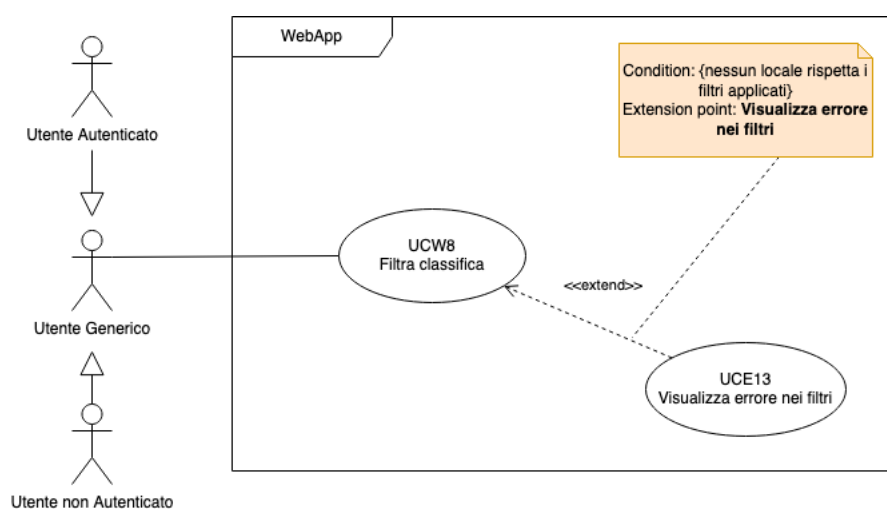 WebApp
Condition: {nessun locale rispetta i
filtri applicati}
Extension point: Visualizza errore
nei filtri
Utente Autenticato
UCW8
Filtra classifica
<<extend>>
Utente Generico
UCE13
Visualizza errore nei filtri
Utente non Autenticato